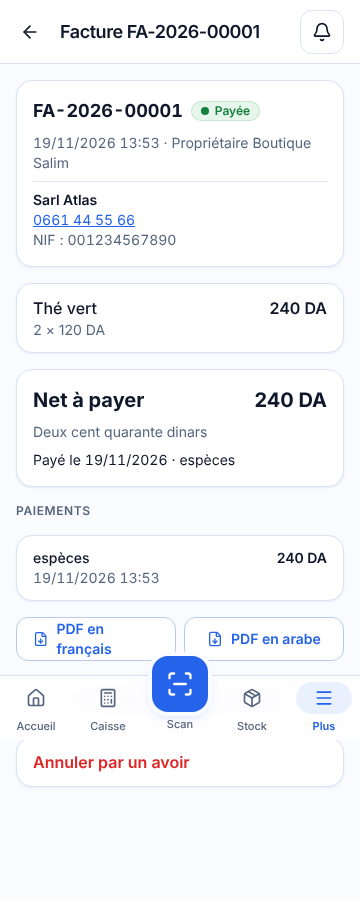 Facture FA-2026-00001
FA-2026-00001 Payée
19/11/2026 13:53 · Propriétaire Boutique
Salim
Sarl Atlas
0661 44 55 66
NIF : 001234567890
Thé vert 240 DA
2 × 120 DA
Net à payer 240 DA
Deux cent quarante dinars
Payé le 19/11/2026 · espèces
PAIEMENTS
espèces 240 DA
19/11/2026 13:53
PDF en
français
PDF en arabe
Accueil Caisse Scan Stock Plus
Annuler par un avoir